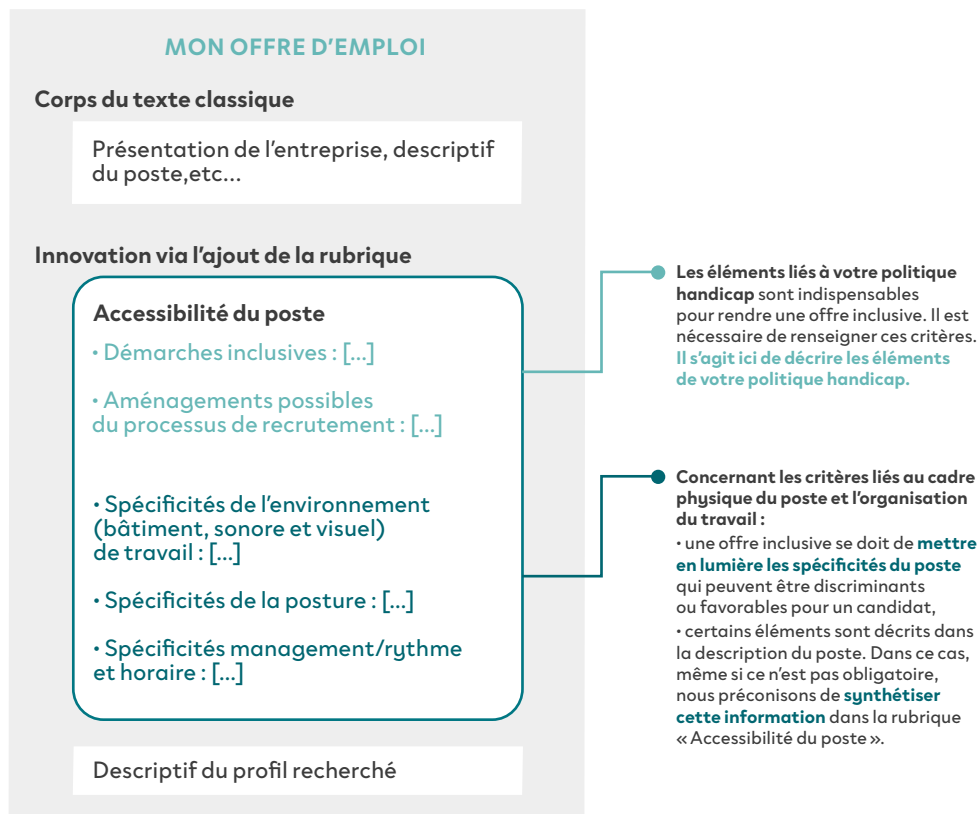 MON OFFRE D'EMPLOI
Corps du texte classique
Présentation de l'entreprise, descriptif
du poste,etc...
Innovation via l'ajout de la rubrique
Accessibilité du poste
• Démarches inclusives : [...]
• Aménagements possibles
du processus de recrutement : [...]
• Spécificités de l'environnement
(bâtiment, sonore et visuel)
de travail : [...]
• Spécificités de la posture : [...]
• Spécificités management/rythme
et horaire : [...]
Descriptif du profil recherché
Les éléments liés à votre politique
handicap sont indispensables
pour rendre une offre inclusive. Il est
nécessaire de renseigner ces critères.
Il s'agit ici de décrire les éléments
de votre politique handicap.
Concernant les critères liés au cadre
physique du poste et l'organisation
du travail :
• une offre inclusive se doit de mettre
en lumière les spécificités du poste
qui peuvent être discriminants
ou favorables pour un candidat,
• certains éléments sont décrits dans
la description du poste. Dans ce cas,
même si ce n'est pas obligatoire,
nous préconisons de synthétiser
cette information dans la rubrique
« Accessibilité du poste ».